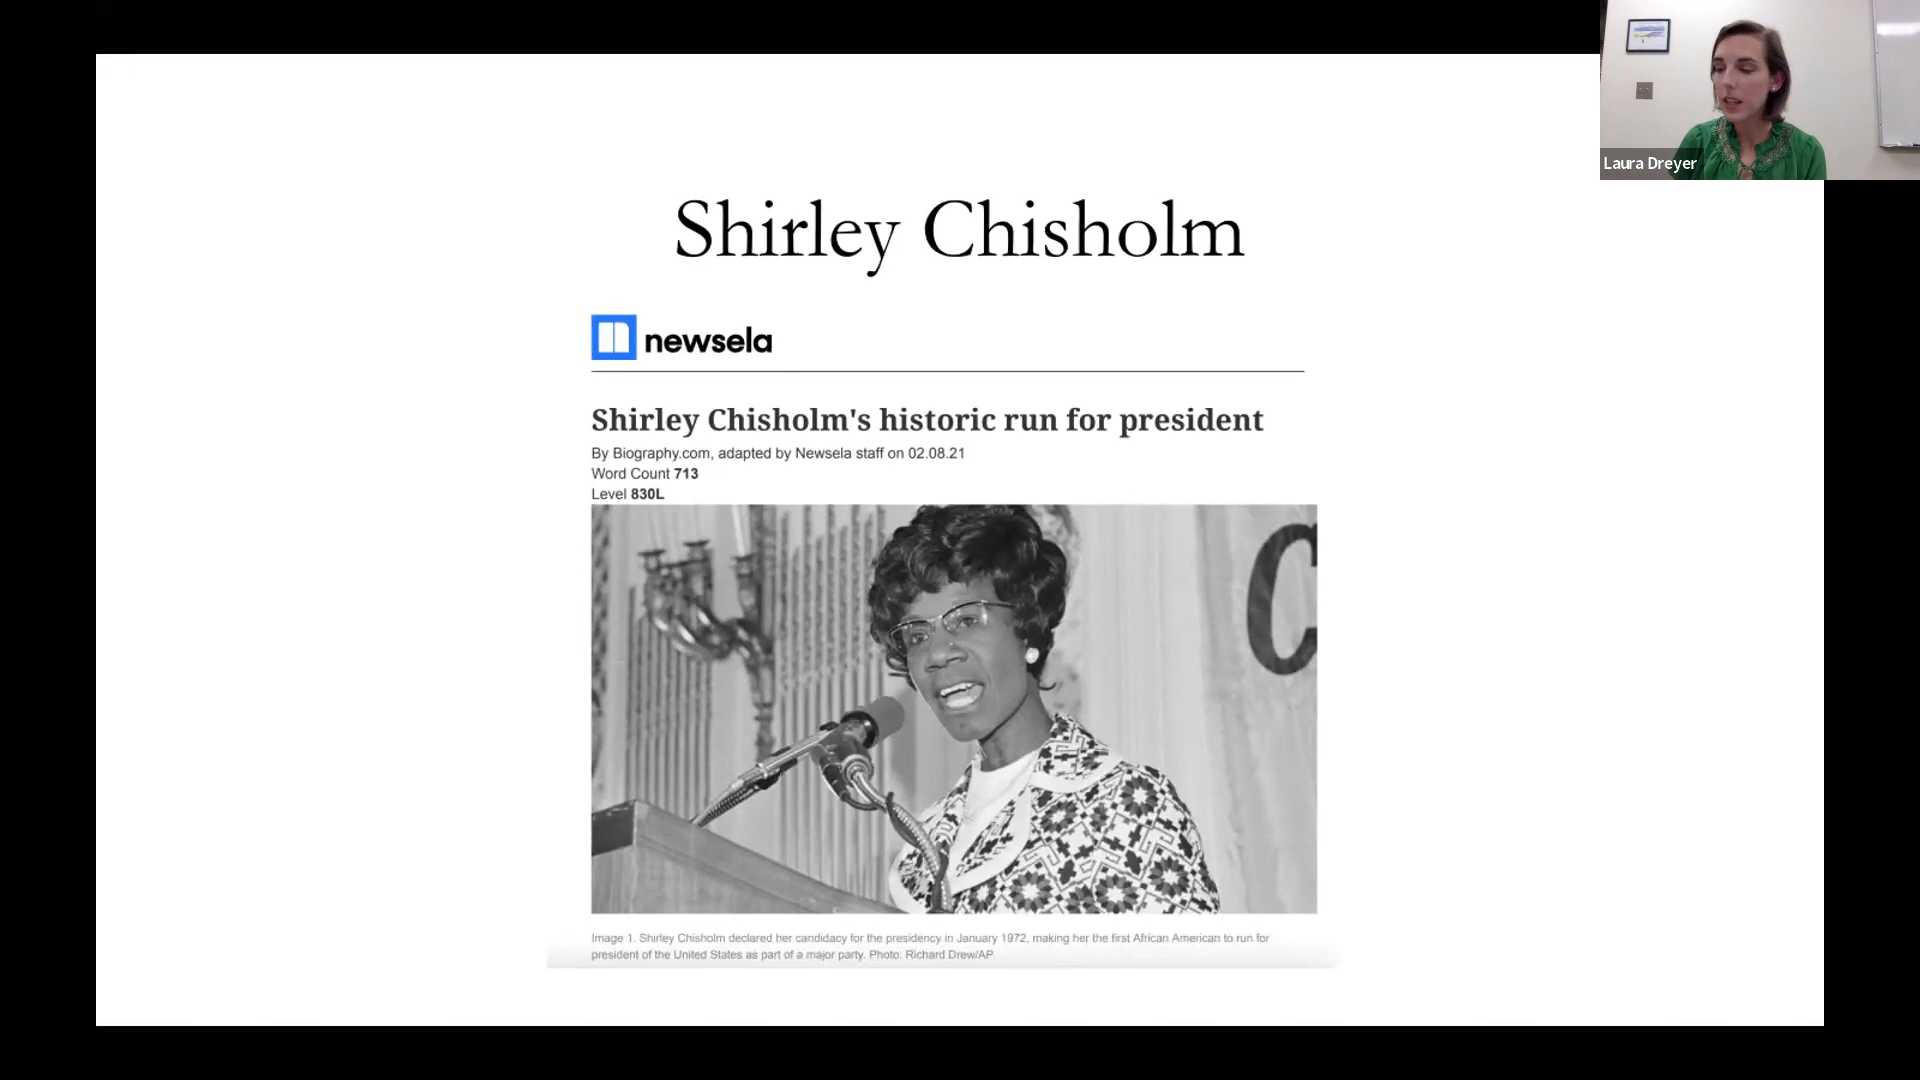 Laura Dreyer
Shirley Chisholm
newsela
Shirley Chisholm's historic run for president
By Biography.com, adapted by Newsela staff on 02.08.21
Word Count 713
Level 830L
C
Image 1. Shirley Chisholm declared her candidacy for the presidency in January 1972, making her the first African American to run for
president of the United States as part of a major party. Photo: Richard Drew/AP